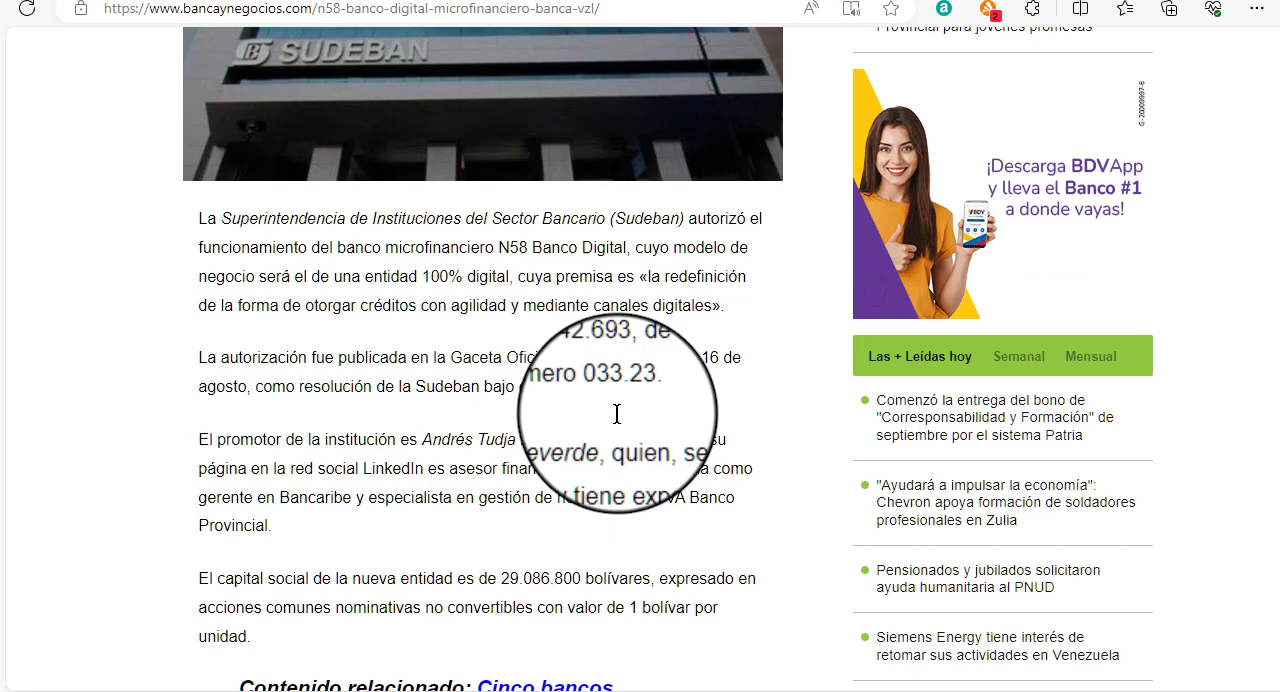 https://www.bancaynegocios.com/n58-banco-digital-microfinanciero-banca-vzl/
2
SUDEBAN
La Superintendencia de Instituciones del Sector Bancario (Sudeban) autorizó el
funcionamento del banco microfinanciero N58 Banco Digital, cuyo modelo de
negocio será el de una entidad 100% digital, cuya premisa es «la redefinición
de la forma de otorgar créditos con agilidad y mediante canales digitales».
La autorización fue publicada en la Gaceta 42.693, de 16 de
agosto, como resolución de la Sudeban bajo 033.23.
El promotor de la institución es Andrés Tudja quien, su
página en la red social LinkedIn es asesor y tiene como
gerente en Bancaribe y especialista en gestión de Banco
Provincial.
El capital social de la nueva entidad es de 29.086.800 bolívares, expresado en
acciones comunes nominativas no convertibles con valor de 1 bolívar por
unidad.
Contenido relacionado: Cinco bancos
Provincial para jóvenes promesas
G-20009997-6
¡Descarga BDVApp
y lleva el Banco #1
a donde vayas!
BDV
Las + Leídas hoy Semanal Mensual
Comenzó la entrega del bono de
"Corresponsabilidad y Formación" de
septiembre por el sistema Patria
"Ayudará a impulsar la economía":
Chevron apoya formación de soldadores
profesionales en Zulia
Pensionados y jubilados solicitaron
ayuda humanitaria al PNUD
Siemens Energy tiene interés de
retomar sus actividades en Venezuela